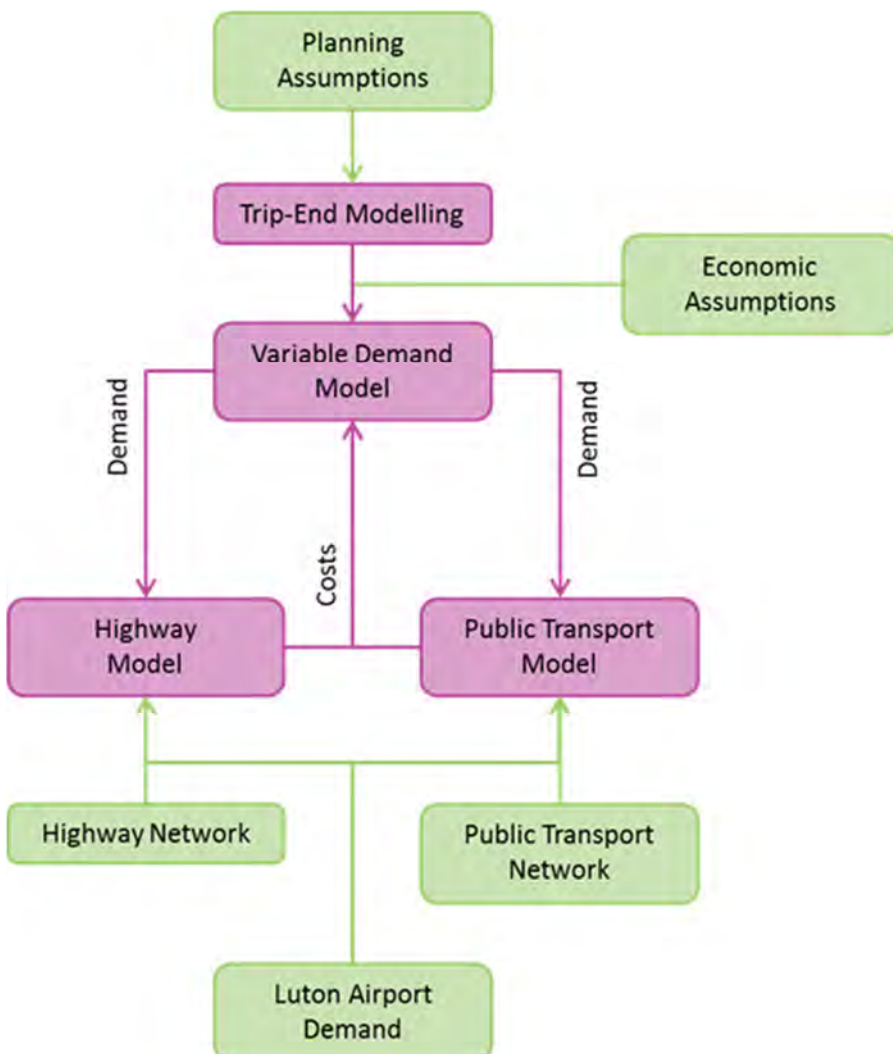 Planning
Assumptions
Trip-End Modelling
Economic
Assumptions
Variable Demand
Model
Demand
Demand
Costs
Highway
Model
Public Transport
Model
Highway Network
Public Transport
Network
Luton Airport
Demand